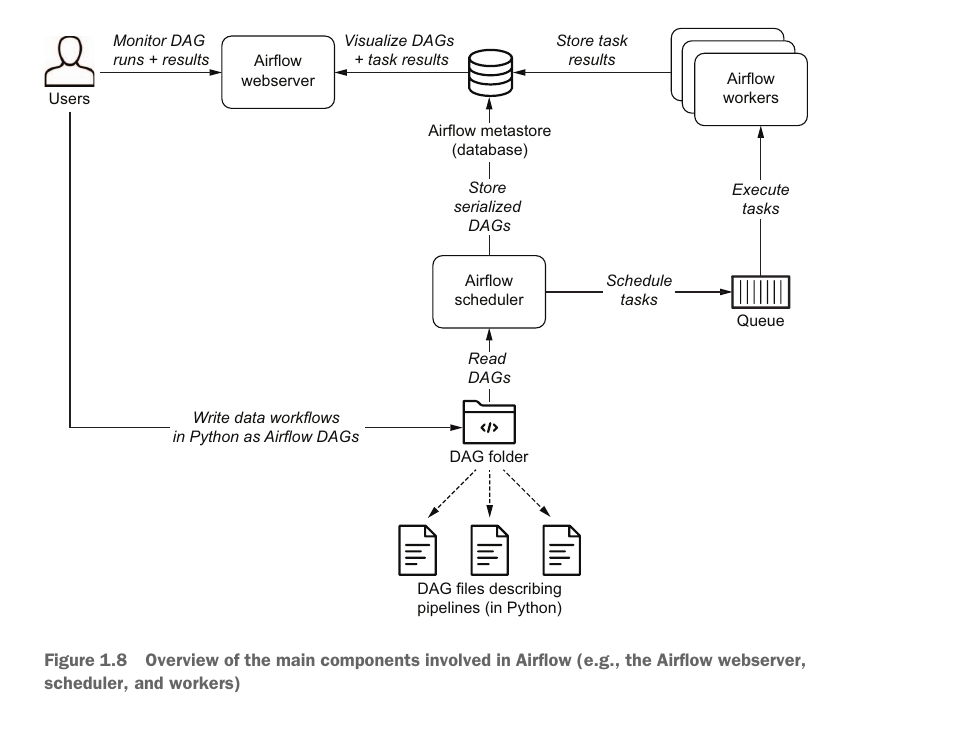 Monitor DAG
runs + results
Users
Airflow
webserver
Visualize DAGs
+ task results
Airflow metastore
(database)
Store task
results
Airflow
workers
Store
serialized
DAGs
Execute
tasks
Airflow
scheduler
Schedule
tasks
Queue
Read
DAGs
Write data workflows
in Python as Airflow DAGs
</>
DAG folder
DAG files describing
pipelines (in Python)
Figure 1.8 Overview of the main components involved in Airflow (e.g., the Airflow webserver,
scheduler, and workers)